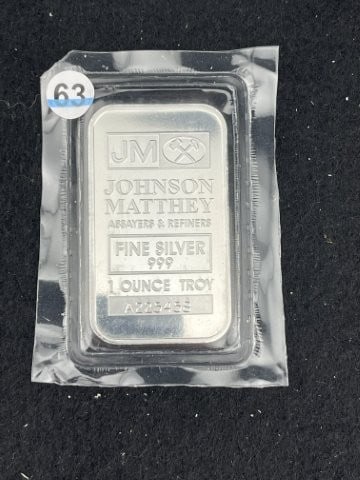 63
JM
JOHNSON
MATTHEY
ASSAYERS & REFINERS
FINE SILVER
999
1 OUNCE TROY